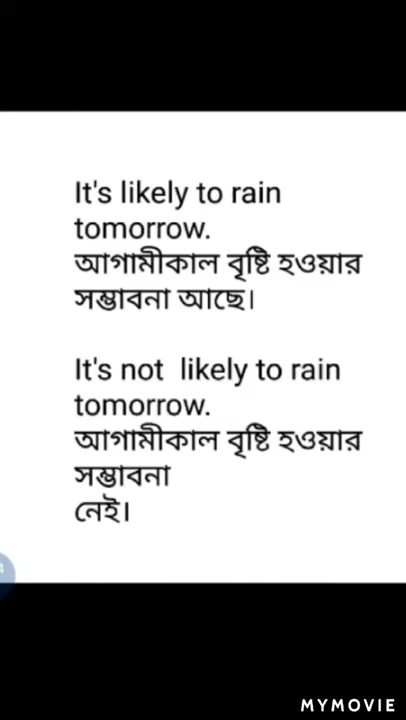 It's likely to rain
tomorrow.
আগামীকাল বৃষ্টি হওয়ার
সম্ভাবনা আছে।
It's not  likely to rain
tomorrow.
আগামীকাল বৃষ্টি হওয়ার
সম্ভাবনা
নেই।
MYMOVIE